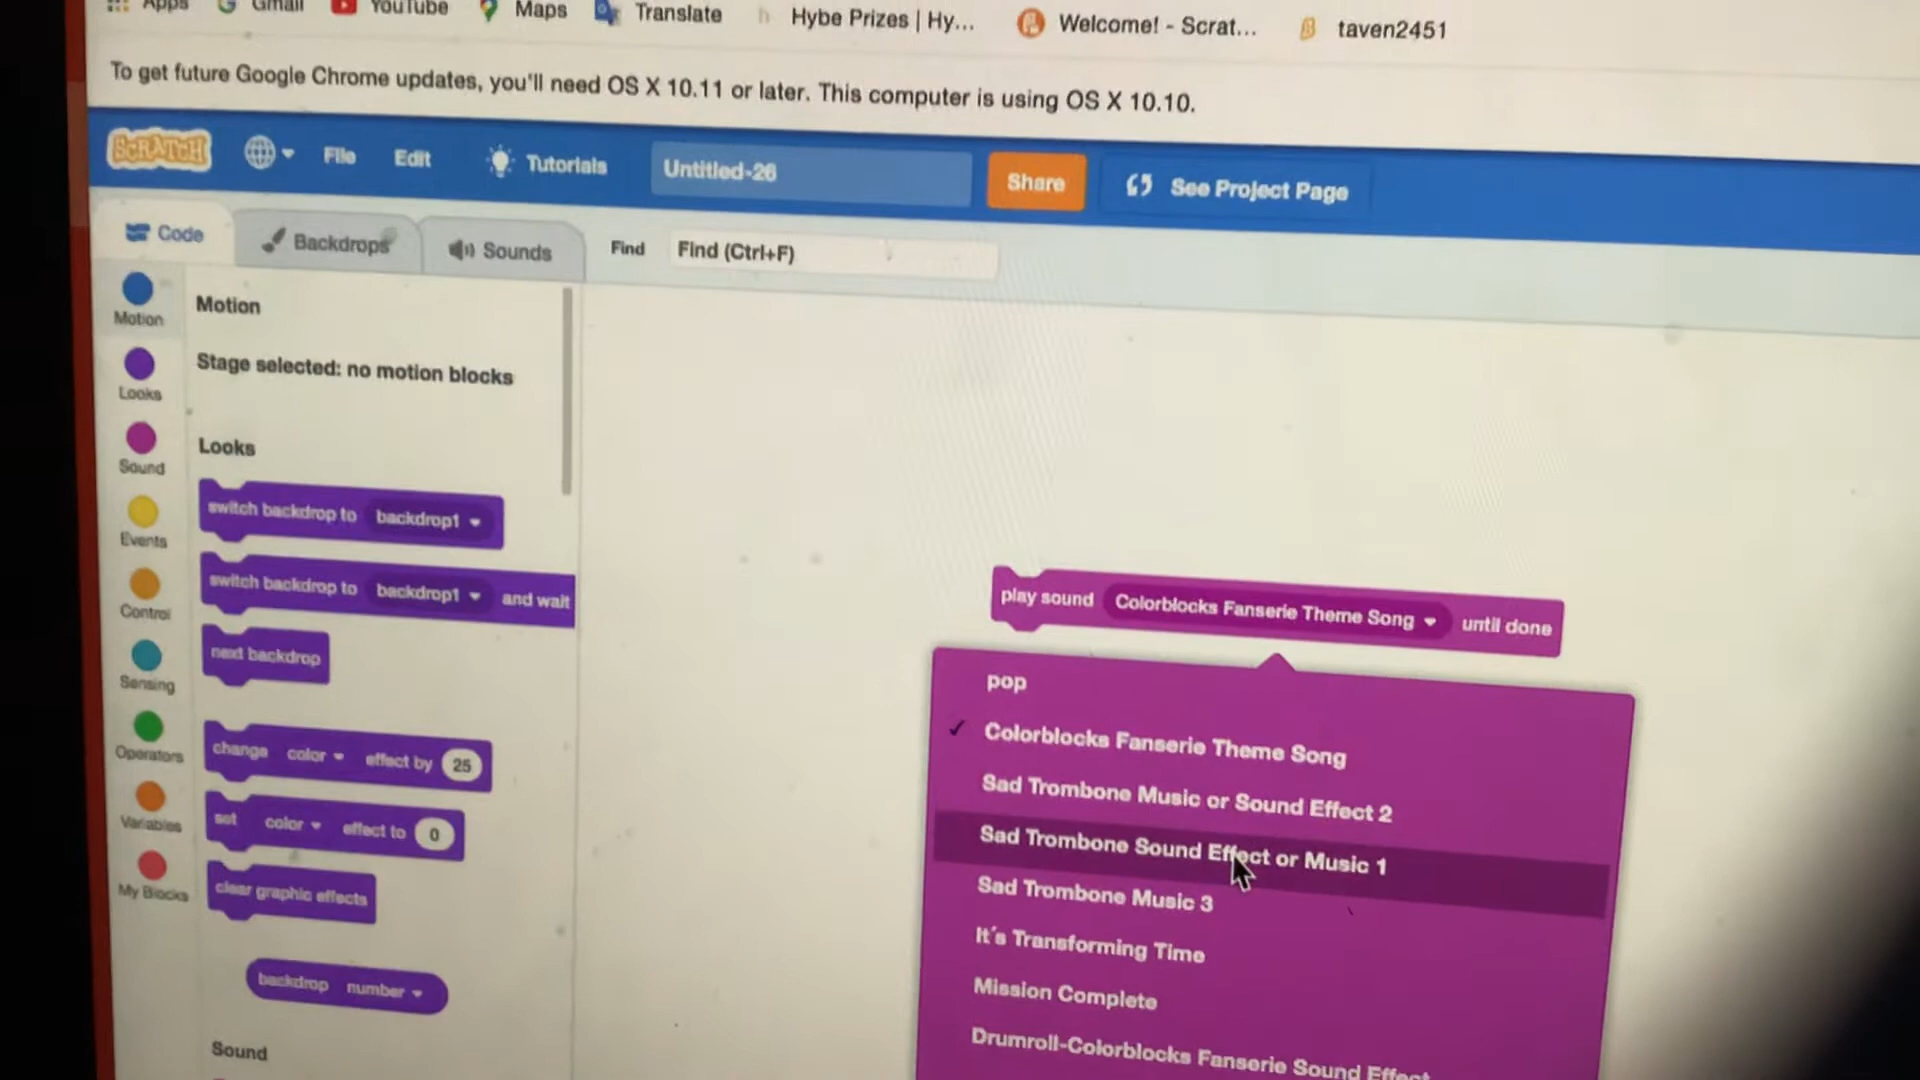 Apps Gmail YouTube Maps Translate Hybe Prizes | Hy... Welcome! - Scrat... taven2451
To get future Google Chrome updates, you'll need OS X 10.11 or later. This computer is using OS X 10.10.
SCRATCH File Edit Tutorials Untitled-26 Share See Project Page
Code Backdrops Sounds Find Find (Ctrl+F)
Motion
Looks
Sound
Events
Control
Sensing
Operators
Variables
My Blocks
Motion
Stage selected: no motion blocks
Looks
switch backdrop to backdrop1
switch backdrop to backdrop1 and wait
next backdrop
change color effect by 25
set color effect to 0
clear graphic effects
backdrop number
Sound
play sound Colorblocks Fanserie Theme Song until done
pop
Colorblocks Fanserie Theme Song
Sad Trombone Music or Sound Effect 2
Sad Trombone Sound Effect or Music 1
Sad Trombone Music 3
It's Transforming Time
Mission Complete
Drumroll-Colorblocks Fanserie Sound Effect